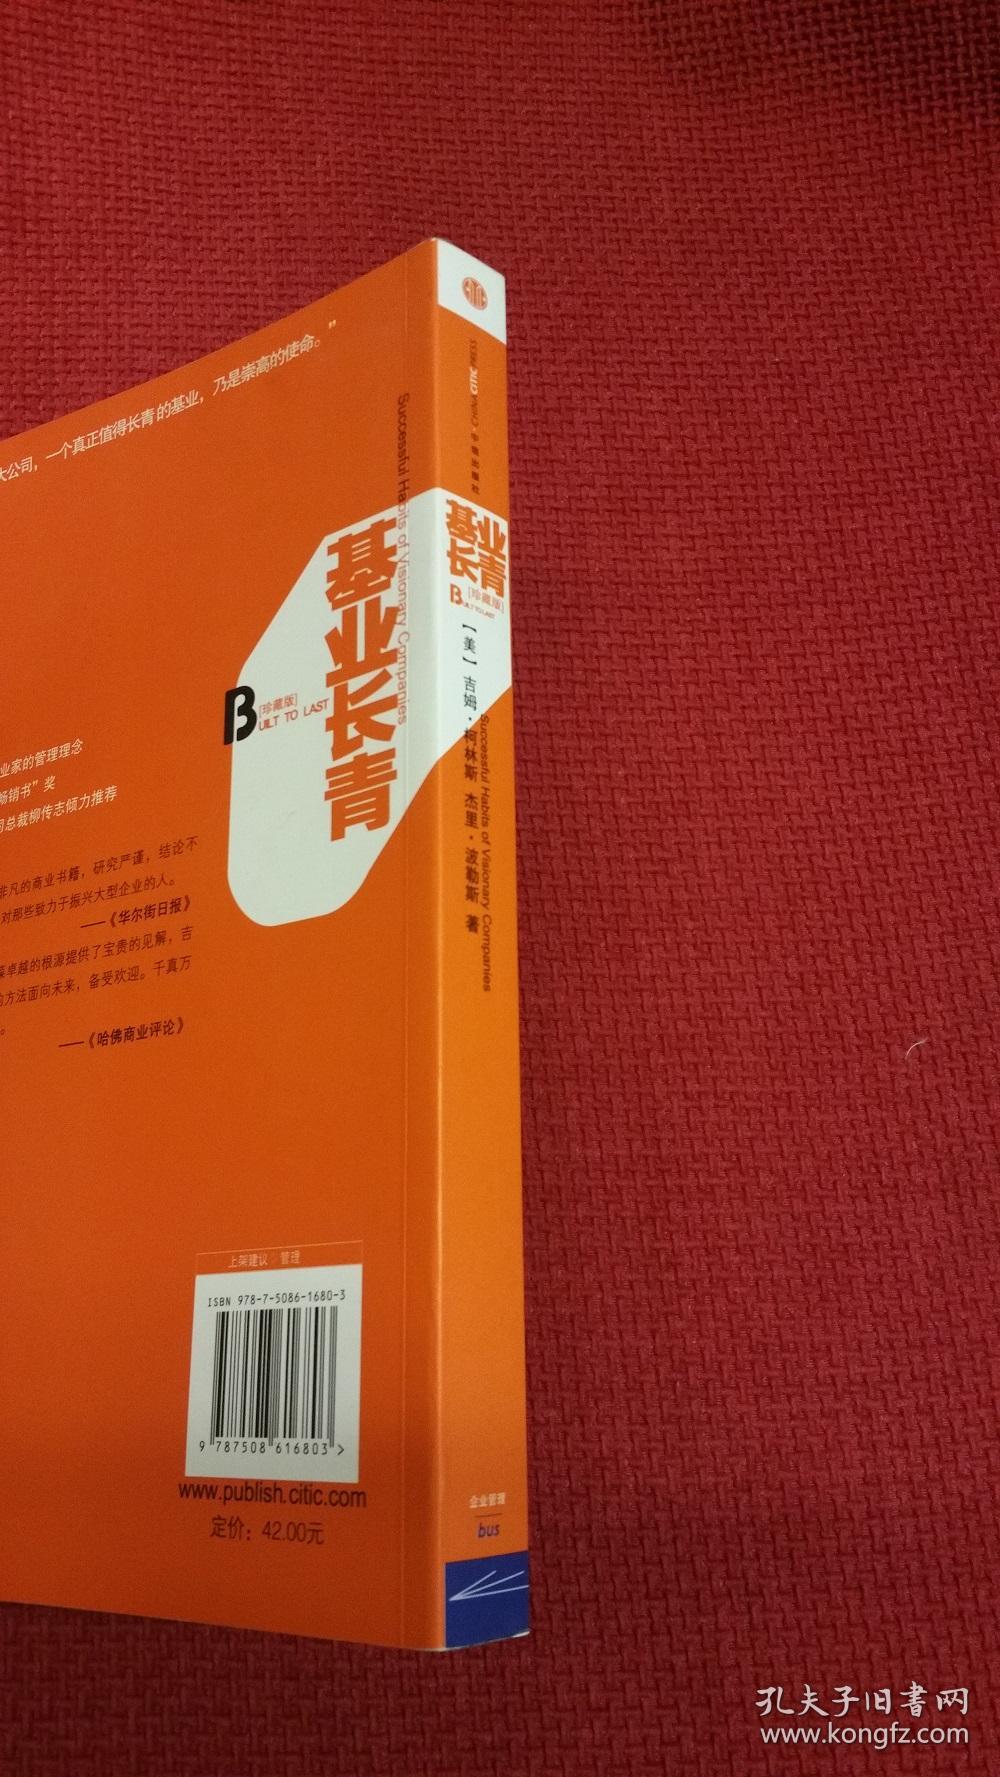 大公司，一个真正值得长青的基业，乃是崇高的使命。”
基业长青
[珍藏版]
BUILT TO LAST
Successful Habits of Visionary Companies
业家的管理理念
畅销书”奖
司总裁柳传志倾力推荐
非凡的商业书籍，研究严谨，结论不
对那些致力于振兴大型企业的人。
——《华尔街日报》
卓越的根源提供了宝贵的见解，吉
的方法面向未来，备受欢迎。千真万
。
——《哈佛商业评论》
上架建议◇管理
ISBN 978-7-5086-1680-3
9 787508 616803 >
www.publish.citic.com
定价：42.00元
CHINA CITIC PRESS
中信出版社
基业
长青
[珍藏版]
BUILT TO LAST
【美】吉姆·柯林斯 杰里·波勒斯 著
Successful Habits of Visionary Companies
企业管理
bus
孔夫子旧书网
www.kongfz.com